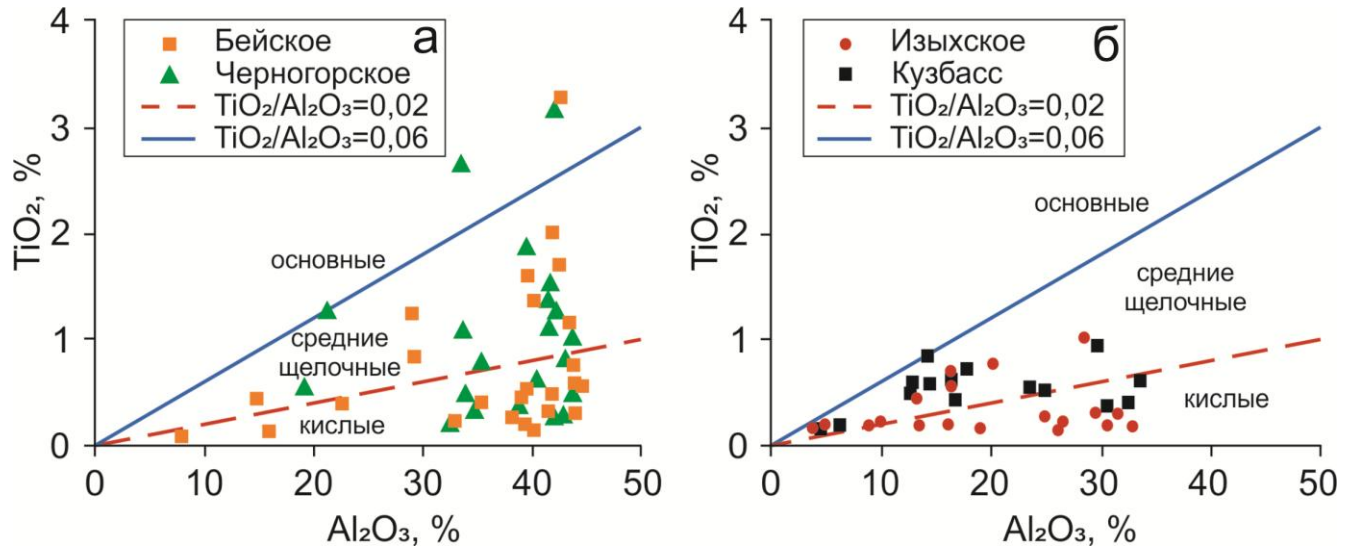 а
Бейское
Черногорское
TiO₂/Al₂O₃=0,02
TiO₂/Al₂O₃=0,06
основные
средние
щелочные
кислые
4
3
2
1
0
TiO₂, %
0 10 20 30 40 50
Al₂O₃, %
б
Изыхское
Кузбасс
TiO₂/Al₂O₃=0,02
TiO₂/Al₂O₃=0,06
основные
средние
щелочные
кислые
4
3
2
1
0
TiO₂, %
0 10 20 30 40 50
Al₂O₃, %